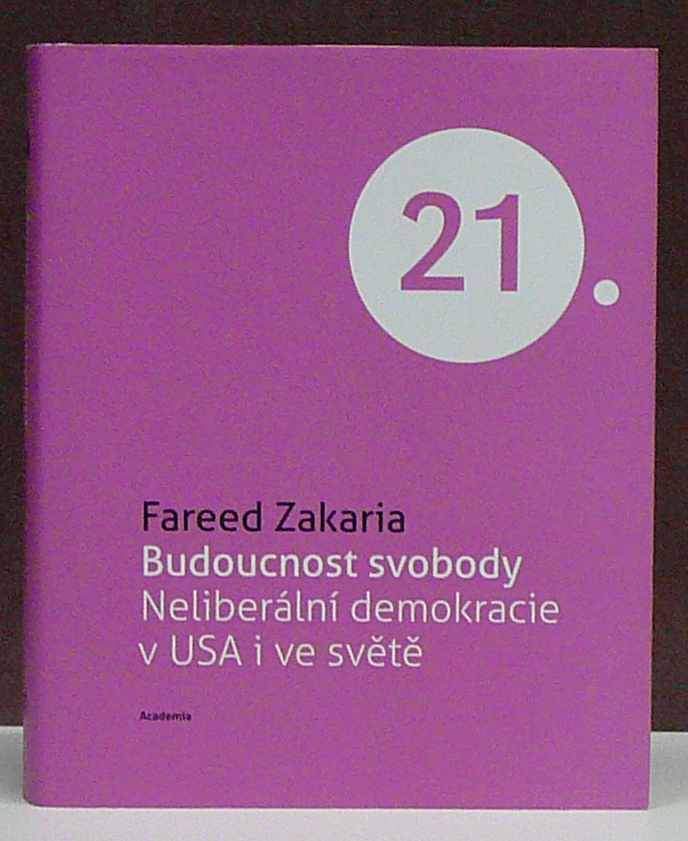 21.
Fareed Zakaria
Budoucnost svobody
Neliberální demokracie
v USA i ve světě
Academia